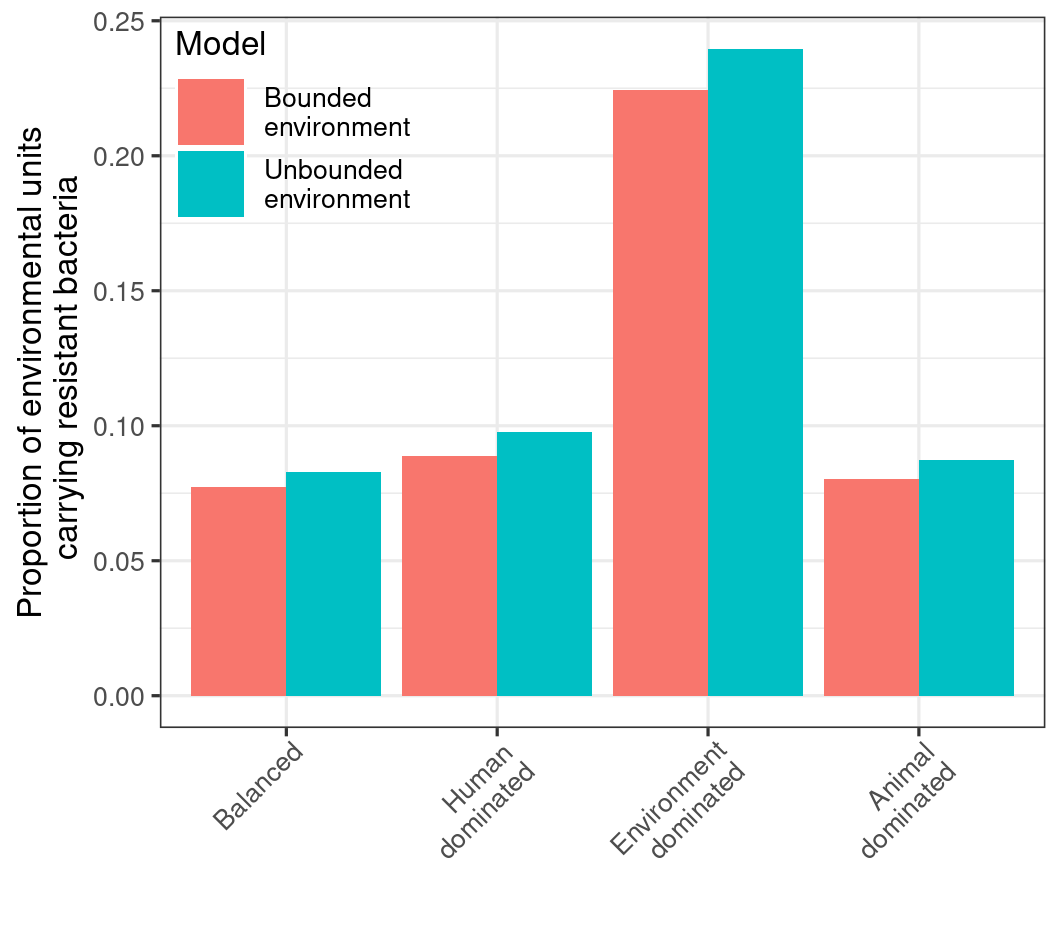 Model
Bounded
environment
Unbounded
environment
Proportion of environmental units
carrying resistant bacteria
0.25
0.20
0.15
0.10
0.05
0.00
Balanced
Human
dominated
Environment
dominated
Animal
dominated